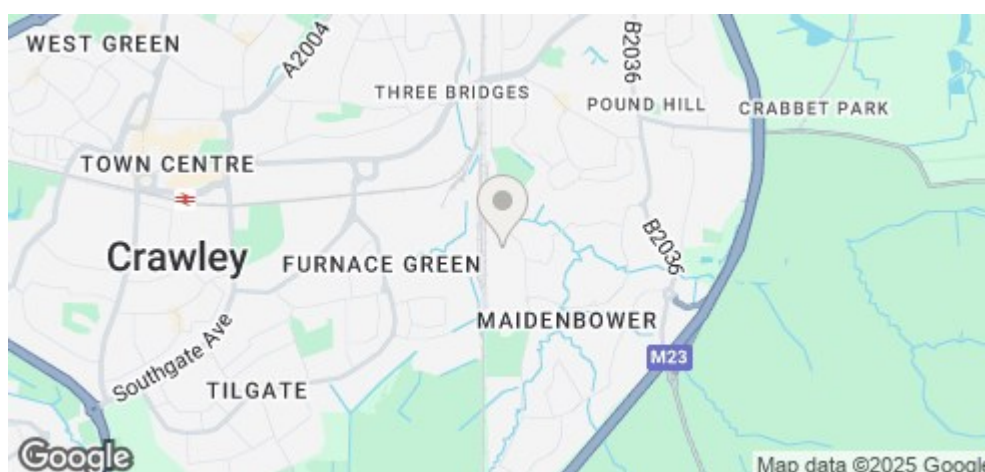 WEST GREEN
A2004
B2036
THREE BRIDGES
POUND HILL
CRABBET PARK
TOWN CENTRE
Crawley
FURNACE GREEN
B2036
MAIDENBOWER
M23
Southgate Ave
TILGATE
Google
Map data ©2025 Google